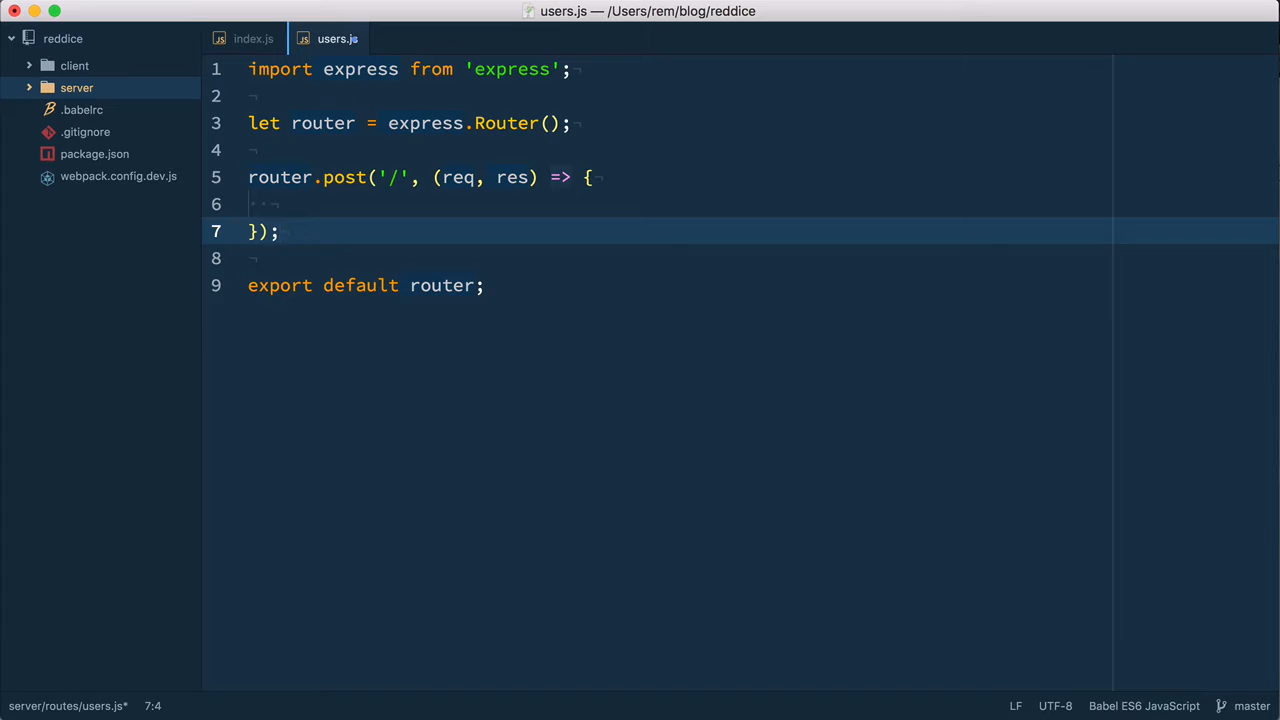 users.js — /Users/rem/blog/reddice
reddice
client
server
.babelrc
.gitignore
package.json
webpack.config.dev.js
index.js
users.js
1 import express from 'express';
2
3 let router = express.Router();
4
5 router.post('/', (req, res) => {
6
7 });
8
9 export default router;
server/routes/users.js* 7:4 LF UTF-8 Babel ES6 JavaScript master